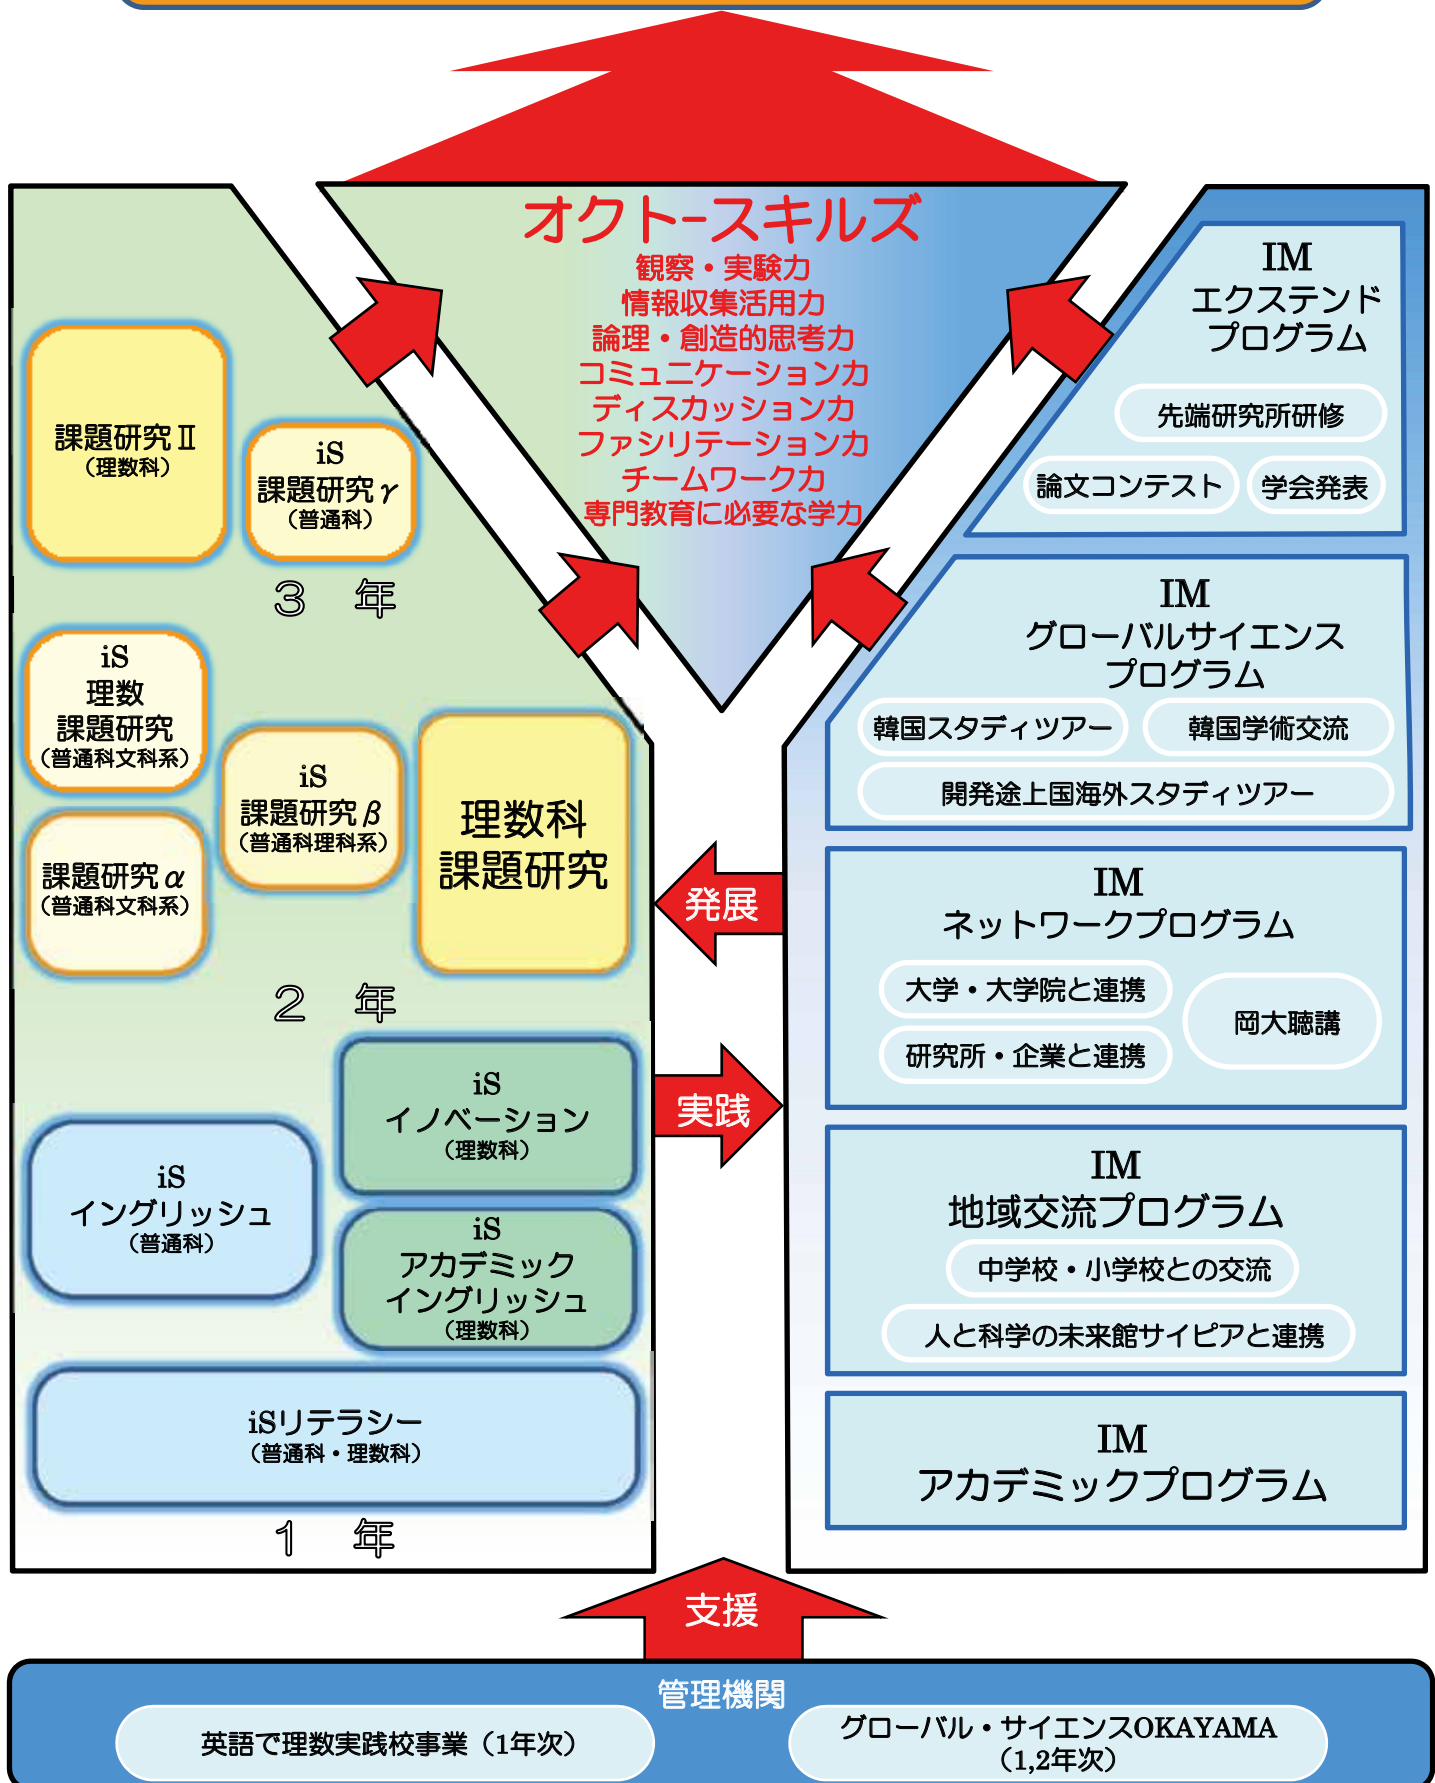 オクトースキルズ
観察・実験力
情報収集活用力
論理・創造的思考力
コミュニケーション力
ディスカッション力
ファシリテーション力
チームワーク力
専門教育に必要な学力
課題研究Ⅱ
（理数科）
iS
課題研究γ
（普通科）
３　年
iS
理数
課題研究
（普通科文科系）
iS
課題研究β
（普通科理科系）
理数科
課題研究
課題研究α
（普通科文科系）
２　年
iS
イノベーション
（理数科）
iS
イングリッシュ
（普通科）
iS
アカデミック
イングリッシュ
（理数科）
iSリテラシー
（普通科・理数科）
１　年
発展
実践
IM
エクステンド
プログラム
先端研究所研修
論文コンテスト
学会発表
IM
グローバルサイエンス
プログラム
韓国スタディツアー
韓国学術交流
開発途上国海外スタディツアー
IM
ネットワークプログラム
大学・大学院と連携
岡大聴講
研究所・企業と連携
IM
地域交流プログラム
中学校・小学校との交流
人と科学の未来館サイピアと連携
IM
アカデミックプログラム
支援
管理機関
英語で理数実践校事業（1年次）
グローバル・サイエンスOKAYAMA
（1,2年次）